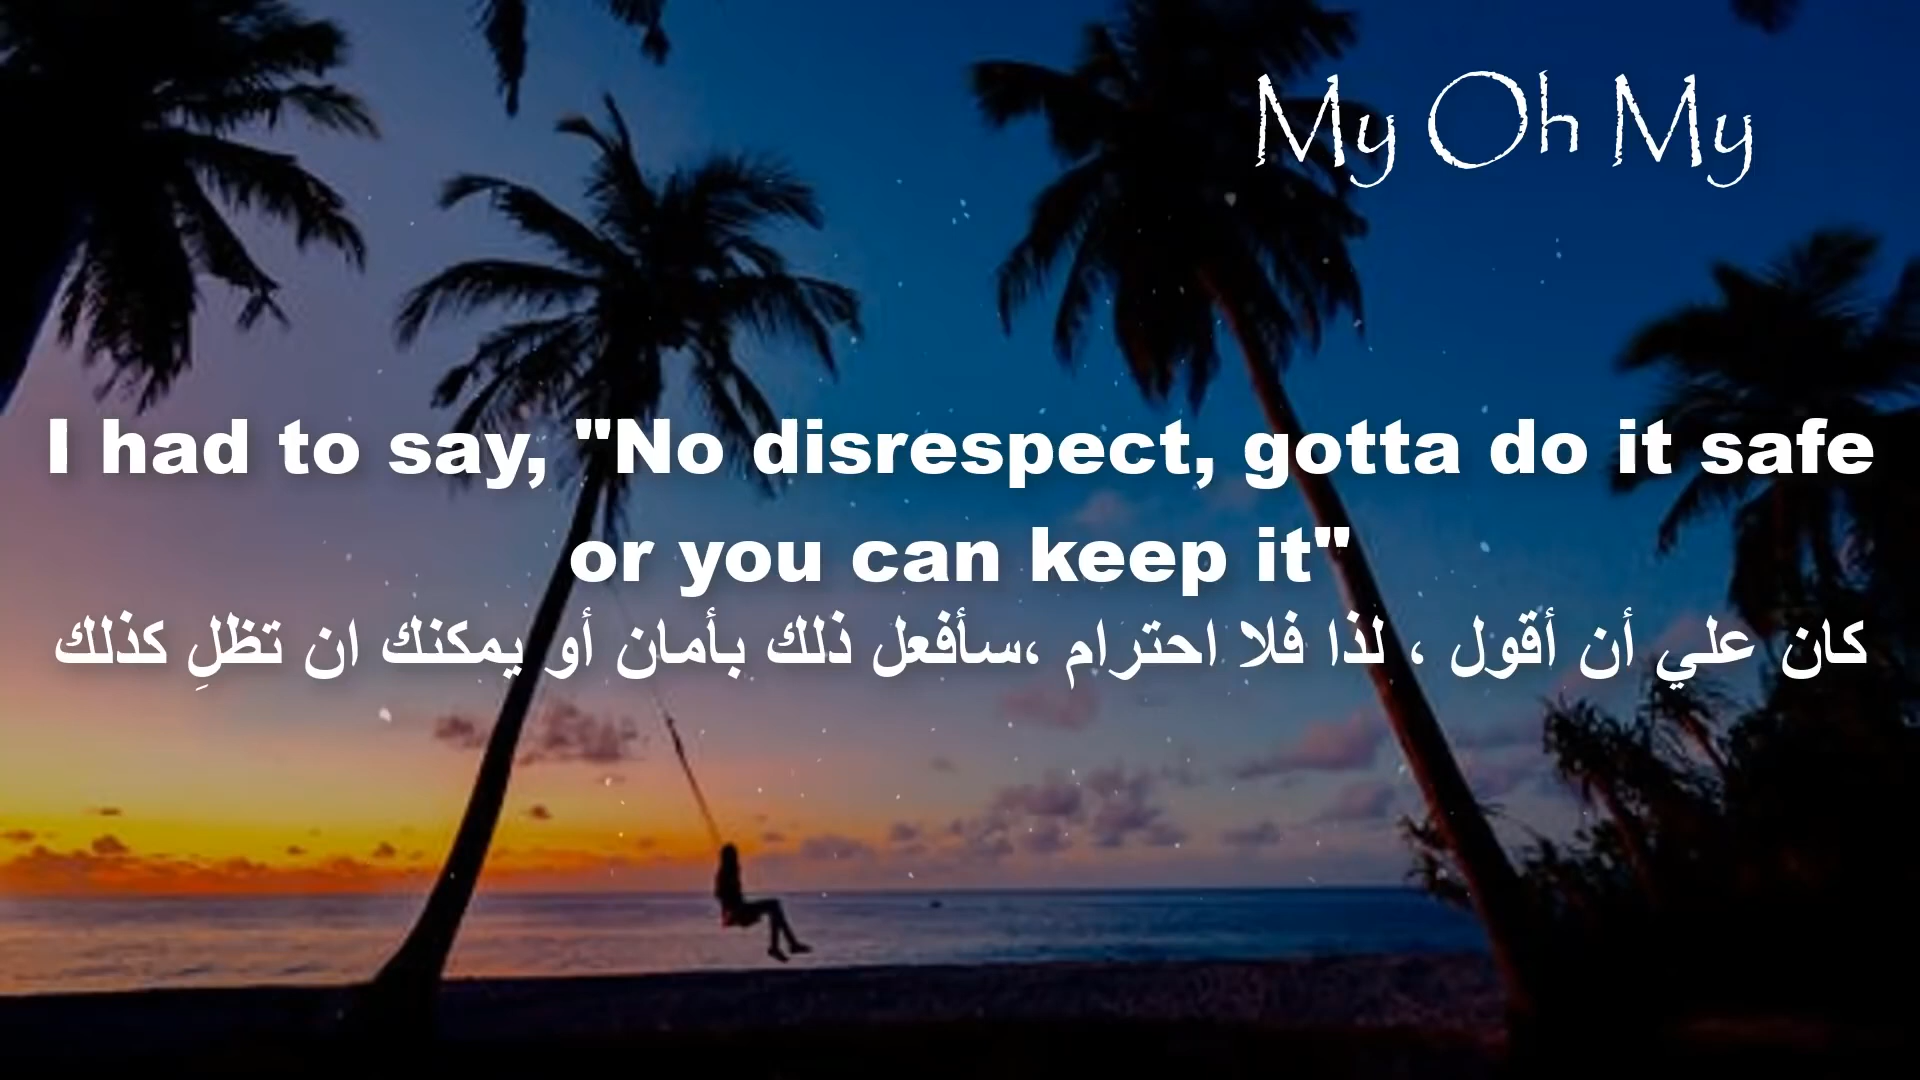 My Oh My
I had to say, "No disrespect, gotta do it safe
or you can keep it"
كان علي أن أقول ، لذا فلا احترام ،سأفعل ذلك بأمان أو يمكنك ان تظلِ كذلك